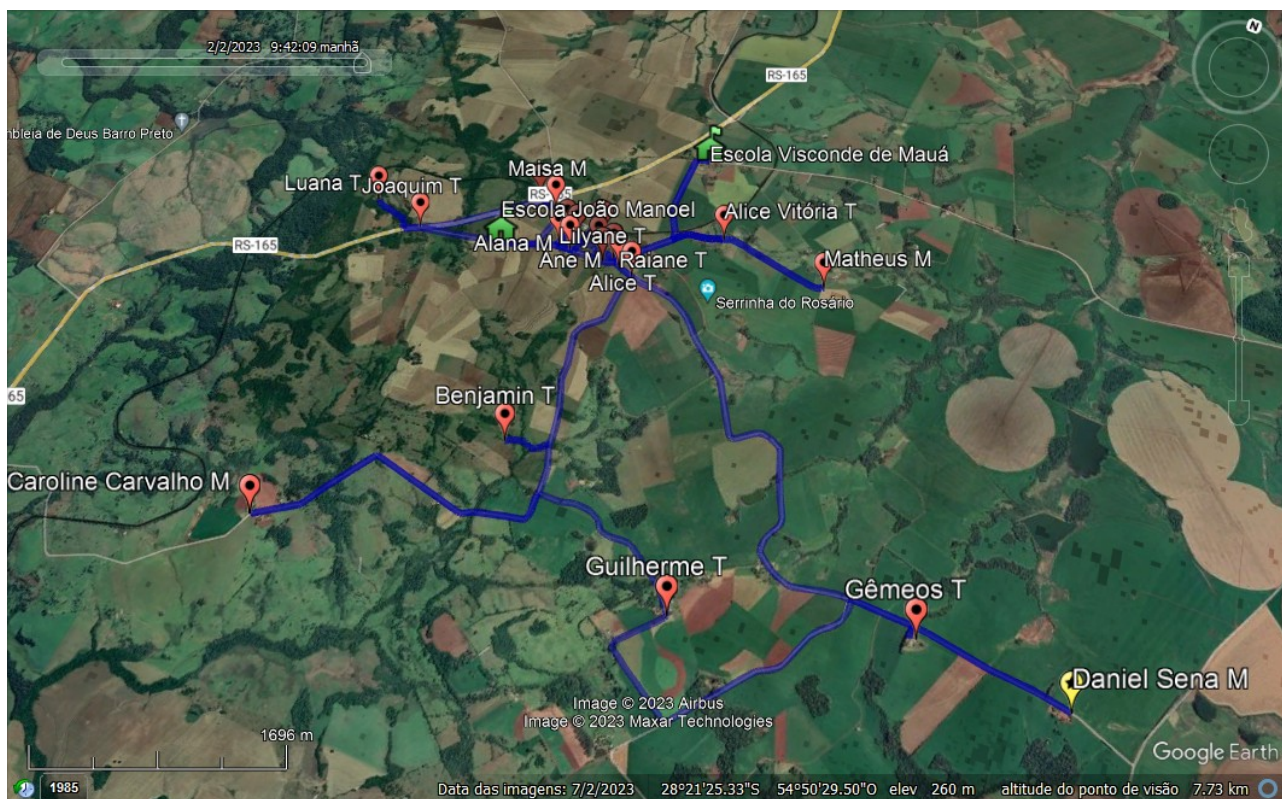 2/2/2023 9:42:09 manhã
N
RS-165
nbleia de Deus Barro Preto
Escola Visconde de Mauá
Maisa M
Luana T
Joaquim T
Escola João Manoel
Alice Vitória T
RS-165
Alana M
Lilyane T
Ane M
Raiane T
Matheus M
Alice T
Serrinha do Rosário
65
Benjamin T
Caroline Carvalho M
Guilherme T
Gêmeos T
Daniel Sena M
Image © 2023 Airbus
Image © 2023 Maxar Technologies
1696 m
Google Earth
1985
Data das imagens: 7/2/2023 28°21'25.33"S 54°50'29.50"O elev 260 m altitude do ponto de visão 7.73 km